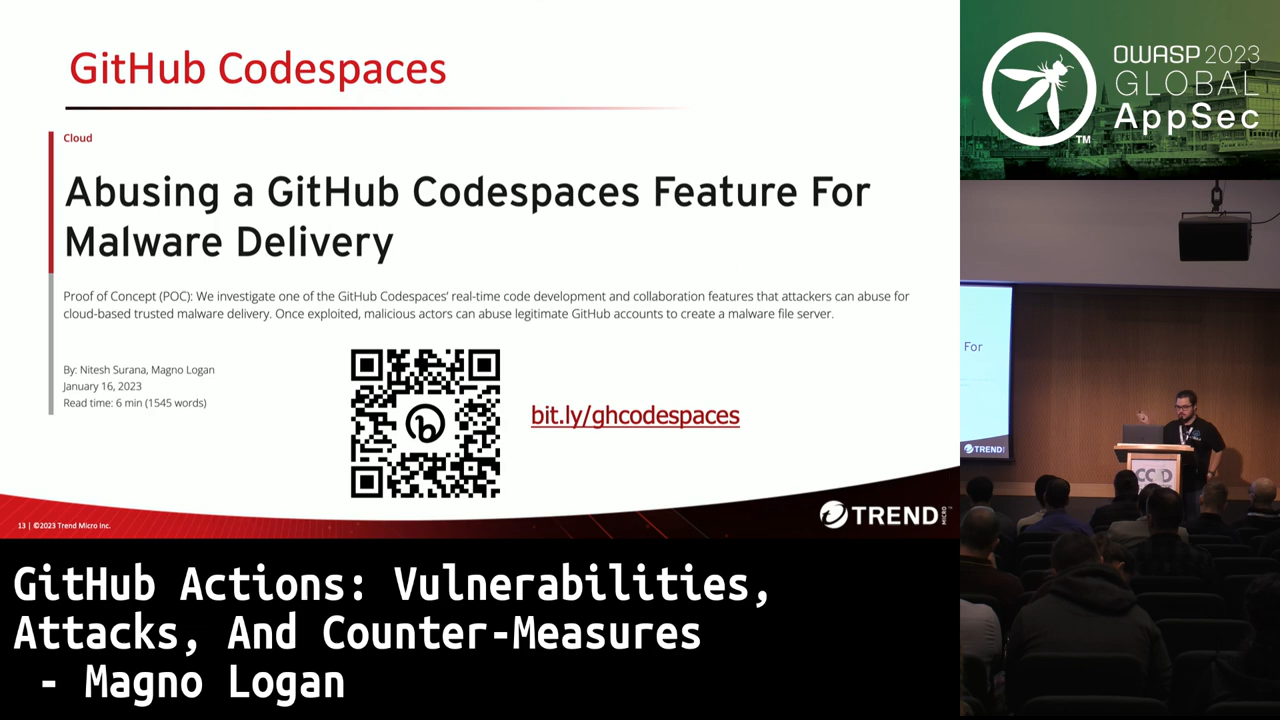 GitHub Codespaces
Cloud
Abusing a GitHub Codespaces Feature For
Malware Delivery
Proof of Concept (POC): We investigate one of the GitHub Codespaces' real-time code development and collaboration features that attackers can abuse for
cloud-based trusted malware delivery. Once exploited, malicious actors can abuse legitimate GitHub accounts to create a malware file server.
By: Nitesh Surana, Magno Logan
January 16, 2023
Read time: 6 min (1545 words)
b
bit.ly/ghcodespaces
13 | ©2023 Trend Micro Inc.
TREND
MICRO
OWASP 2023
GLOBAL
AppSec
TM
For
TREND
GitHub Actions: Vulnerabilities,
Attacks, And Counter-Measures
- Magno Logan